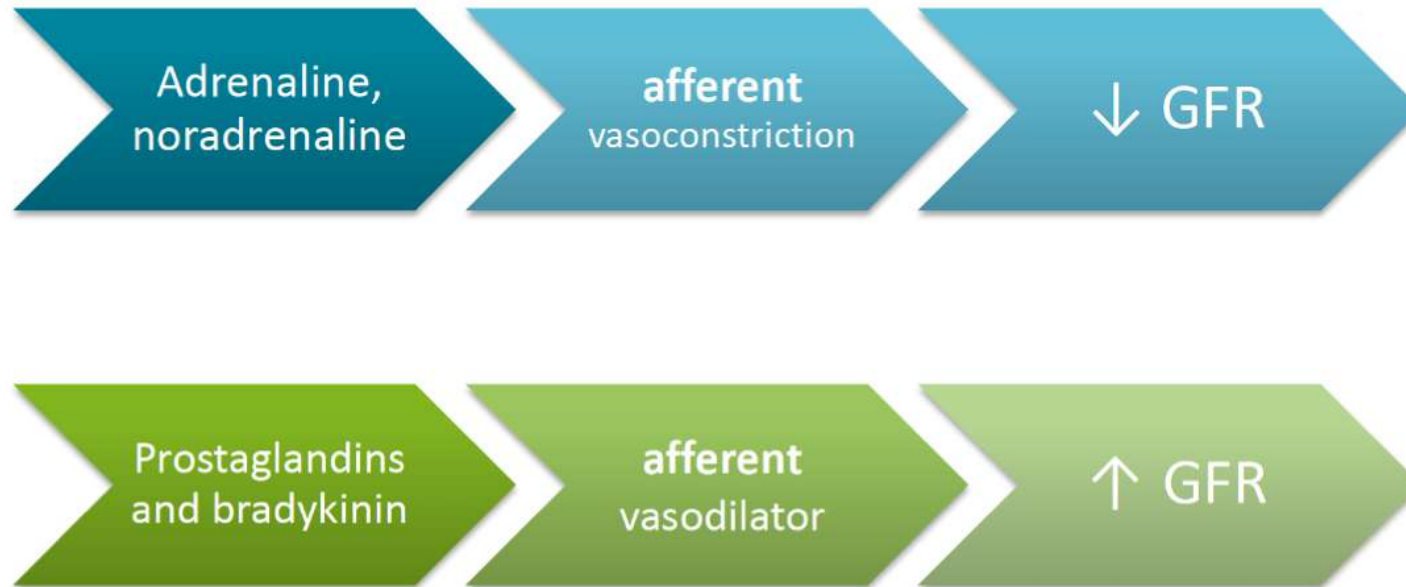 Adrenaline,
noradrenaline
afferent
vasoconstriction
↓ GFR
Prostaglandins
and bradykinin
afferent
vasodilator
↑ GFR